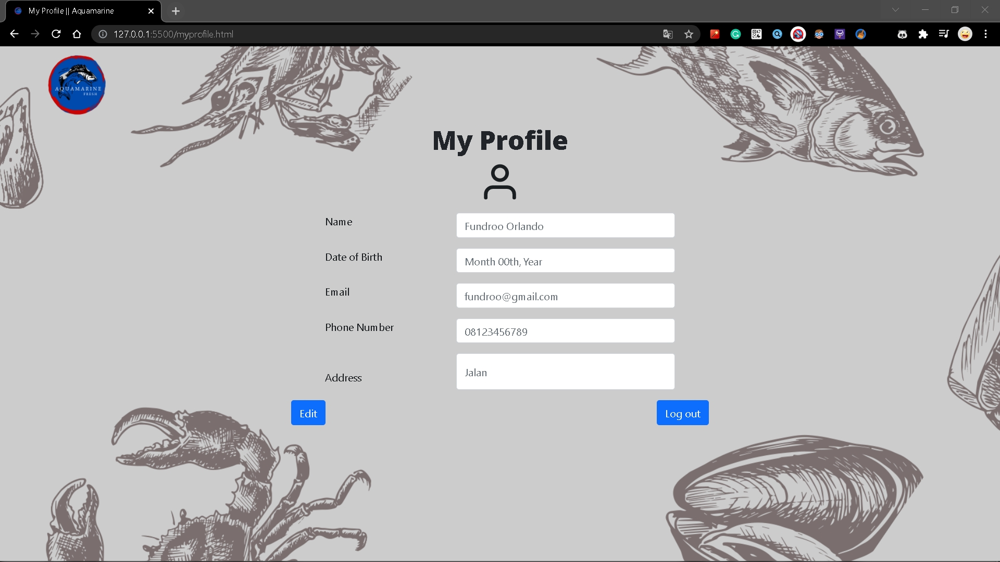 My Profile || Aquamarine
127.0.0.1:5500/myprofile.html
AQUAMARINE
FRESH
My Profile
Name
Fundroo Orlando
Date of Birth
Month 00th, Year
Email
fundroo@gmail.com
Phone Number
08123456789
Address
Jalan
Edit
Log out